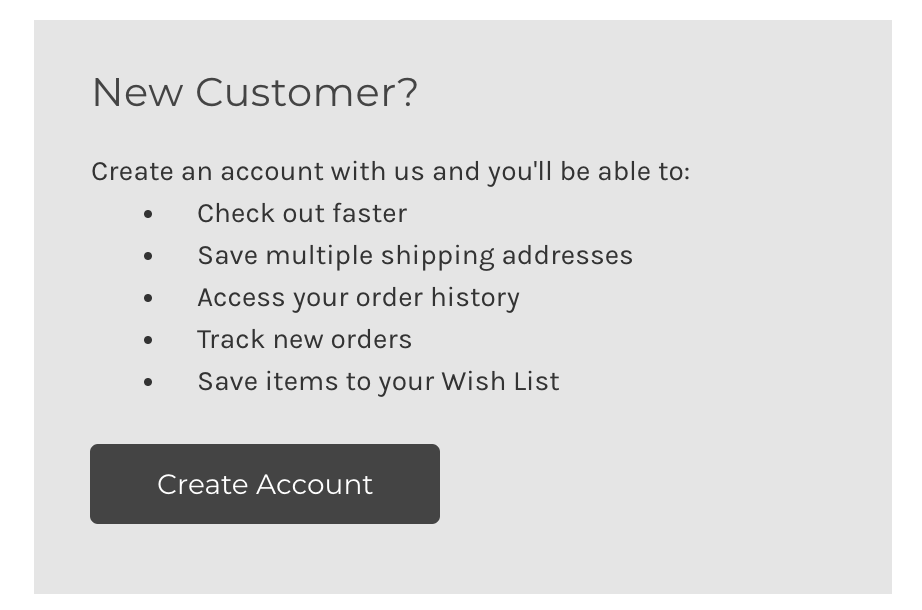 New Customer?
Create an account with us and you'll be able to:
• Check out faster
• Save multiple shipping addresses
• Access your order history
• Track new orders
• Save items to your Wish List
Create Account